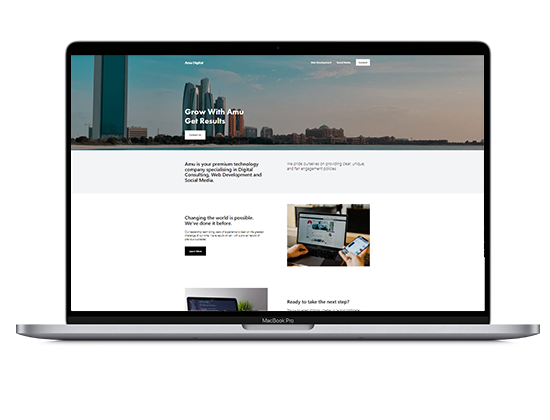 Amu Digital
Web Development Social Media Contact
Grow With Amu
Get Results
Contact Us
Amu is your premium technology
company specialising in Digital
Consulting, Web Development and
Social Media.
We pride ourselves on providing clear, unique,
and fair engagement policies.
Changing the world is possible.
We've done it before.
Learn More
Ready to take the next step?
MacBook Pro